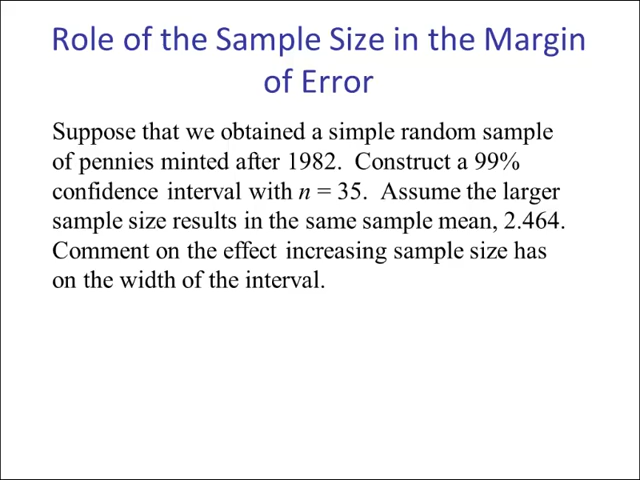 Role of the Sample Size in the Margin
of Error
Suppose that we obtained a simple random sample
of pennies minted after 1982.  Construct a 99%
confidence interval with n = 35.  Assume the larger
sample size results in the same sample mean, 2.464.
Comment on the effect increasing sample size has
on the width of the interval.